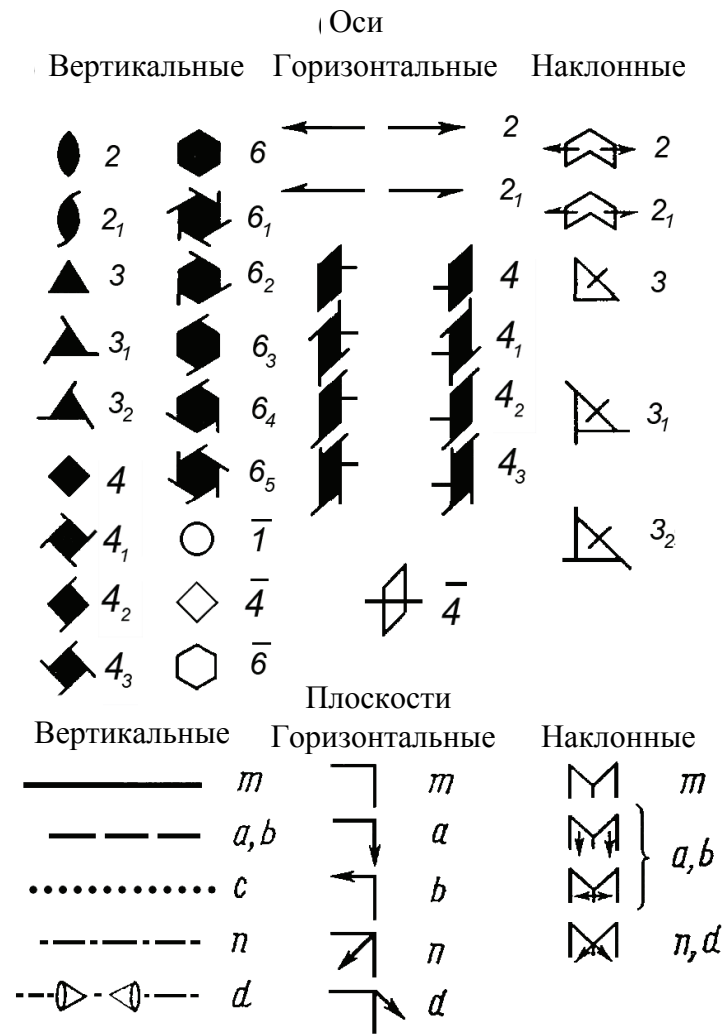 Оси
Вертикальные Горизонтальные Наклонные
2 6 2 2
2₁ 6₁ 2₁ 2₁
3 6₂ 4 3
3₁ 6₃ 4₁
3₂ 6₄ 4₂ 3₁
4 6₅ 4₃
4₁ 1̅ 3₂
4₂ 4̅ 4̅
4₃ 6̅
Плоскости
Вертикальные Горизонтальные Наклонные
m m m
a, b a a, b
c b
n n n, d
d d